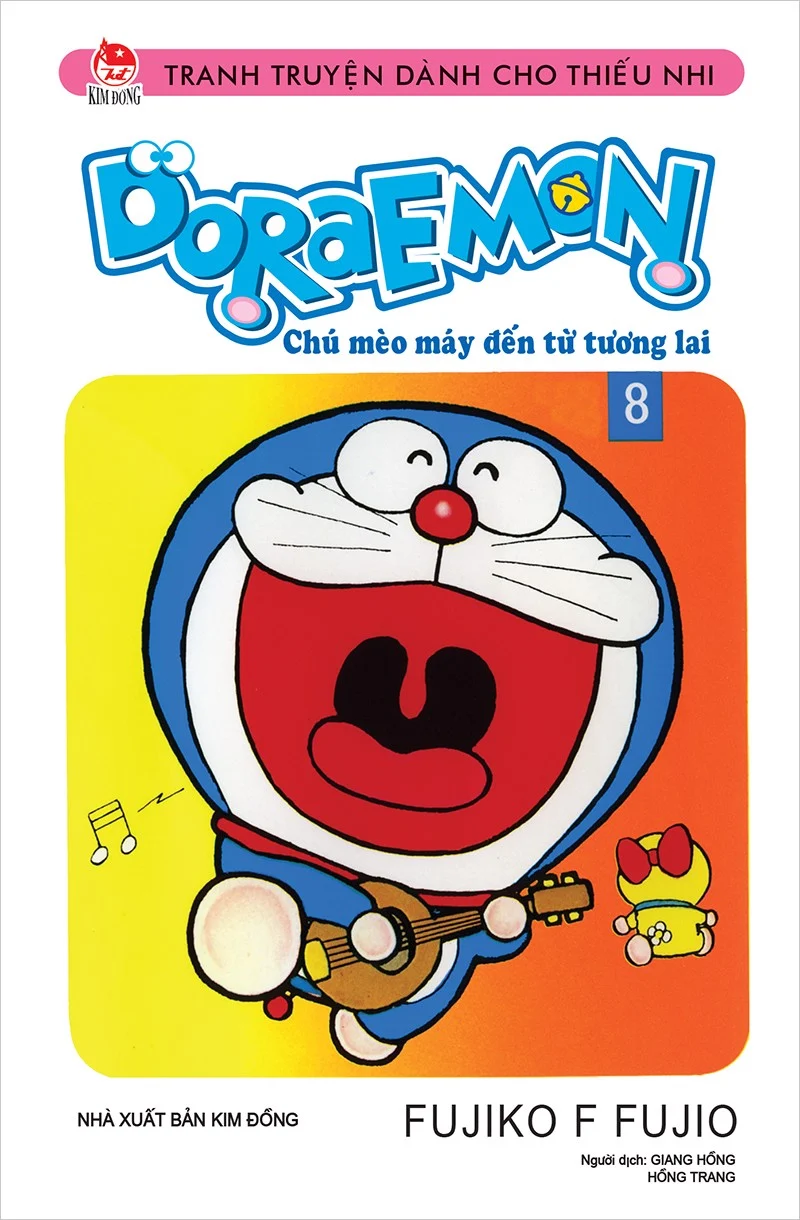 TRANH TRUYỆN DÀNH CHO THIẾU NHI
KIM ĐỒNG
DORAEMON
Chú mèo máy đến từ tương lai
8
NHÀ XUẤT BẢN KIM ĐỒNG
FUJIKO F FUJIO
Người dịch: GIANG HỒNG
HỒNG TRANG